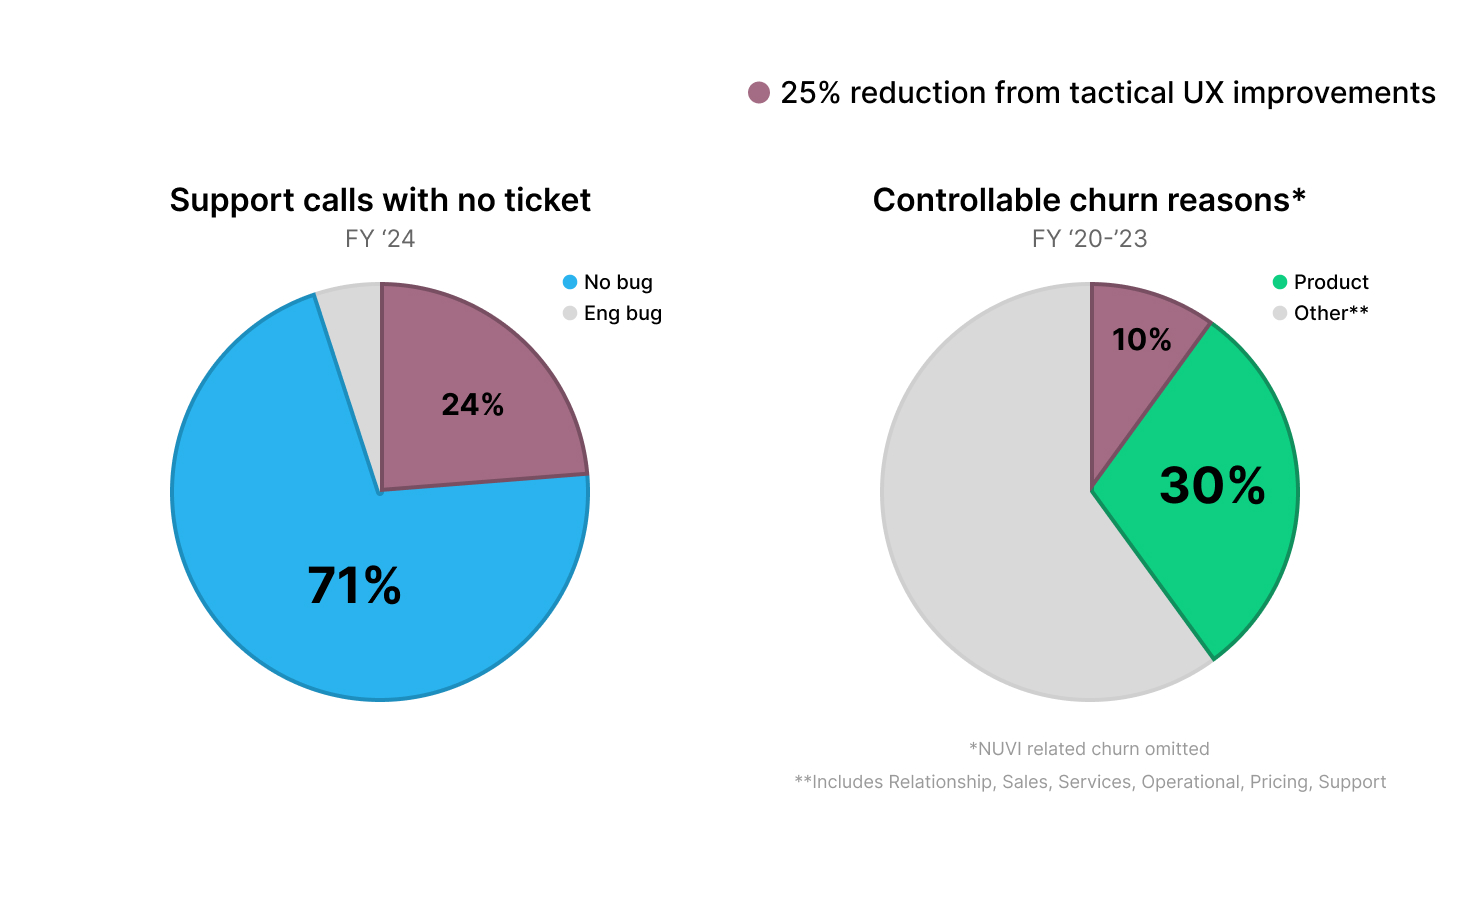 25% reduction from tactical UX improvements
Support calls with no ticket
FY ‘24
No bug
Eng bug
24%
71%
Controllable churn reasons*
FY ‘20-’23
Product
Other**
10%
30%
*NUVI related churn omitted
**Includes Relationship, Sales, Services, Operational, Pricing, Support